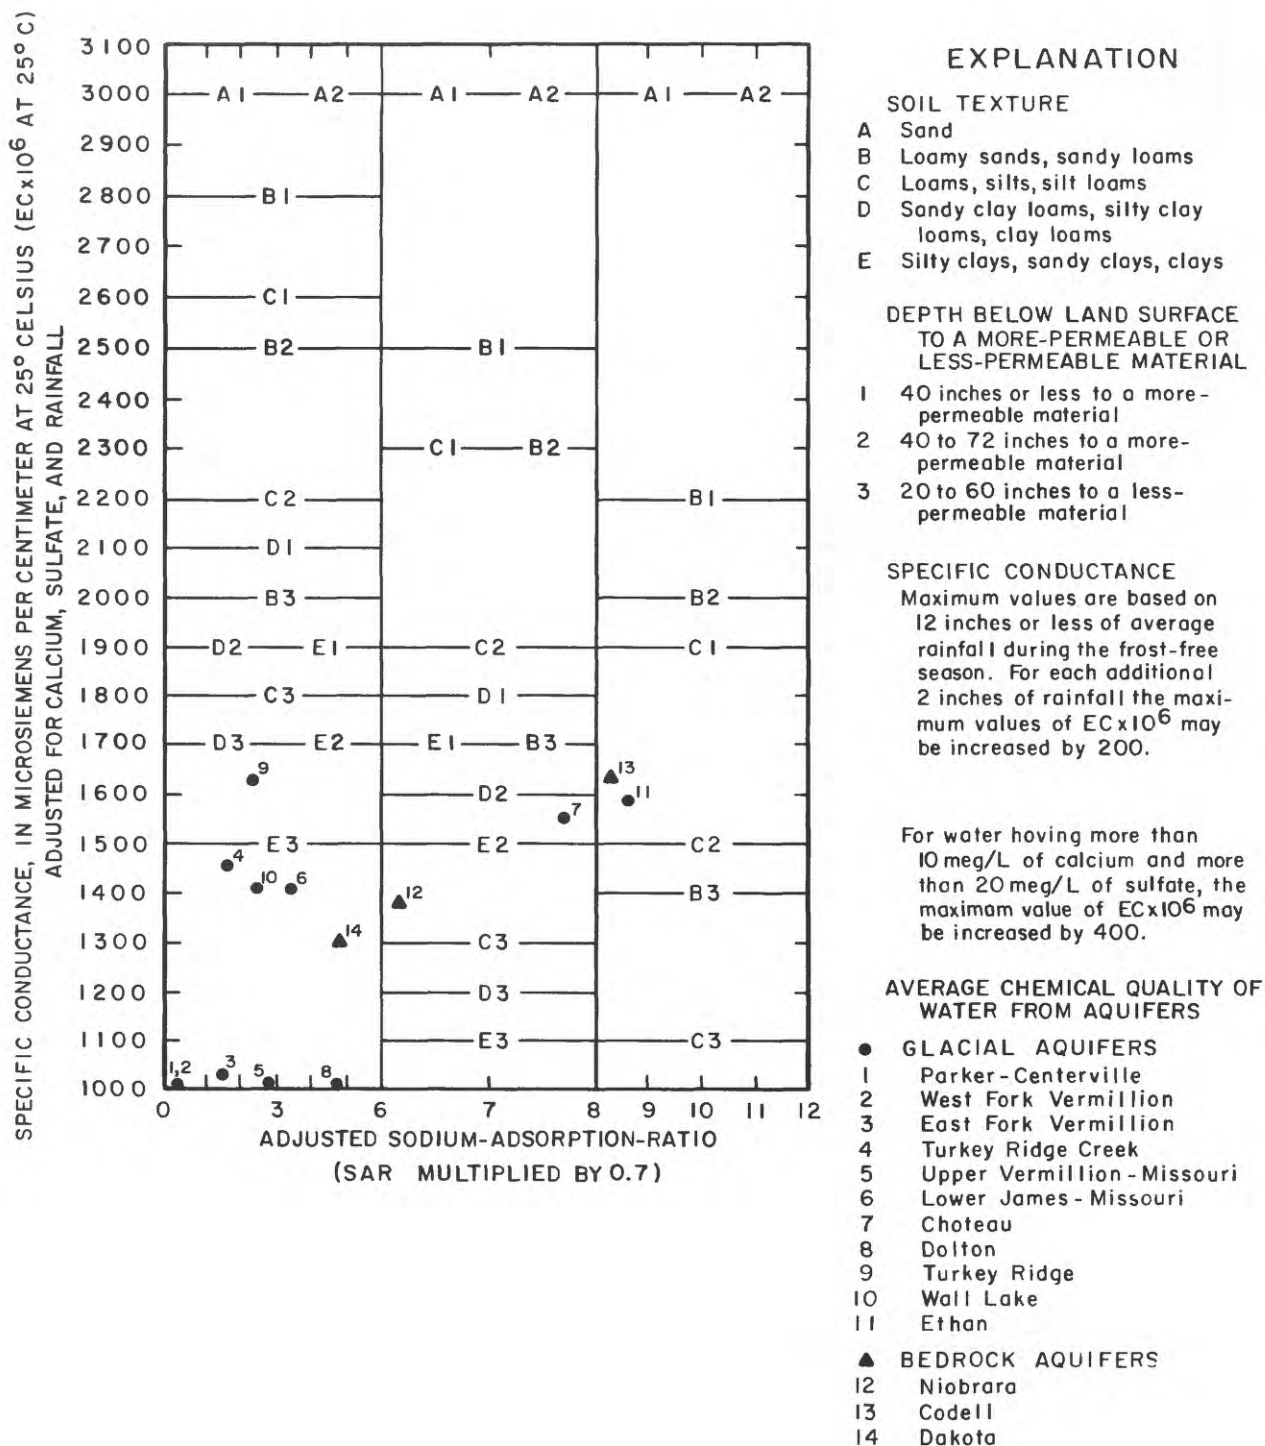 SPECIFIC CONDUCTANCE, IN MICROSIEMENS PER CENTIMETER AT 25° CELSIUS (ECx10⁶ AT 25° C)
ADJUSTED FOR CALCIUM, SULFATE, AND RAINFALL
3100
3000
2900
2800
2700
2600
2500
2400
2300
2200
2100
2000
1900
1800
1700
1600
1500
1400
1300
1200
1100
1000
A1 A2 A1 A2 A1 A2
B1
C1
B2 B1
C1 B2
C2 B1
D1
B3 B2
D2 E1 C2 C1
C3 D1
D3 E2 E1 B3
9 13
D2 11
7
E3 E2 C2
4
10 6 12 B3
14 C3
D3
E3 C3
1,2 3 5 8
0 3 6 7 8 9 10 11 12
ADJUSTED SODIUM-ADSORPTION-RATIO
(SAR MULTIPLIED BY 0.7)
EXPLANATION
SOIL TEXTURE
A Sand
B Loamy sands, sandy loams
C Loams, silts, silt loams
D Sandy clay loams, silty clay
loams, clay loams
E Silty clays, sandy clays, clays
DEPTH BELOW LAND SURFACE
TO A MORE-PERMEABLE OR
LESS-PERMEABLE MATERIAL
1 40 inches or less to a more-
permeable material
2 40 to 72 inches to a more-
permeable material
3 20 to 60 inches to a less-
permeable material
SPECIFIC CONDUCTANCE
Maximum values are based on
12 inches or less of average
rainfall during the frost-free
season. For each additional
2 inches of rainfall the maxi-
mum values of ECx10⁶ may
be increased by 200.
For water hoving more than
10 meg/L of calcium and more
than 20 meg/L of sulfate, the
maximam value of ECx10⁶ may
be increased by 400.
AVERAGE CHEMICAL QUALITY OF
WATER FROM AQUIFERS
● GLACIAL AQUIFERS
1 Parker-Centerville
2 West Fork Vermillion
3 East Fork Vermillion
4 Turkey Ridge Creek
5 Upper Vermillion-Missouri
6 Lower James-Missouri
7 Choteau
8 Dolton
9 Turkey Ridge
10 Wall Lake
11 Ethan
▲ BEDROCK AQUIFERS
12 Niobrara
13 Codell
14 Dakota